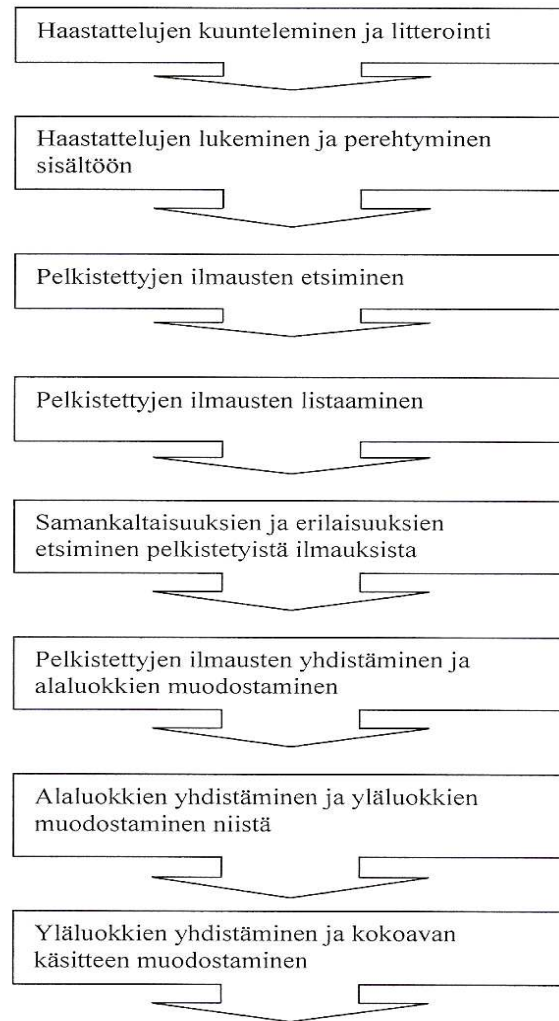 Haastattelujen kuunteleminen ja litterointi
Haastattelujen lukeminen ja perehtyminen
sisältöön
Pelkistettyjen ilmausten etsiminen
Pelkistettyjen ilmausten listaaminen
Samankaltaisuuksien ja erilaisuuksien
etsiminen pelkistetyistä ilmauksista
Pelkistettyjen ilmausten yhdistäminen ja
alaluokkien muodostaminen
Alaluokkien yhdistäminen ja yläluokkien
muodostaminen niistä
Yläluokkien yhdistäminen ja kokoavan
käsitteen muodostaminen